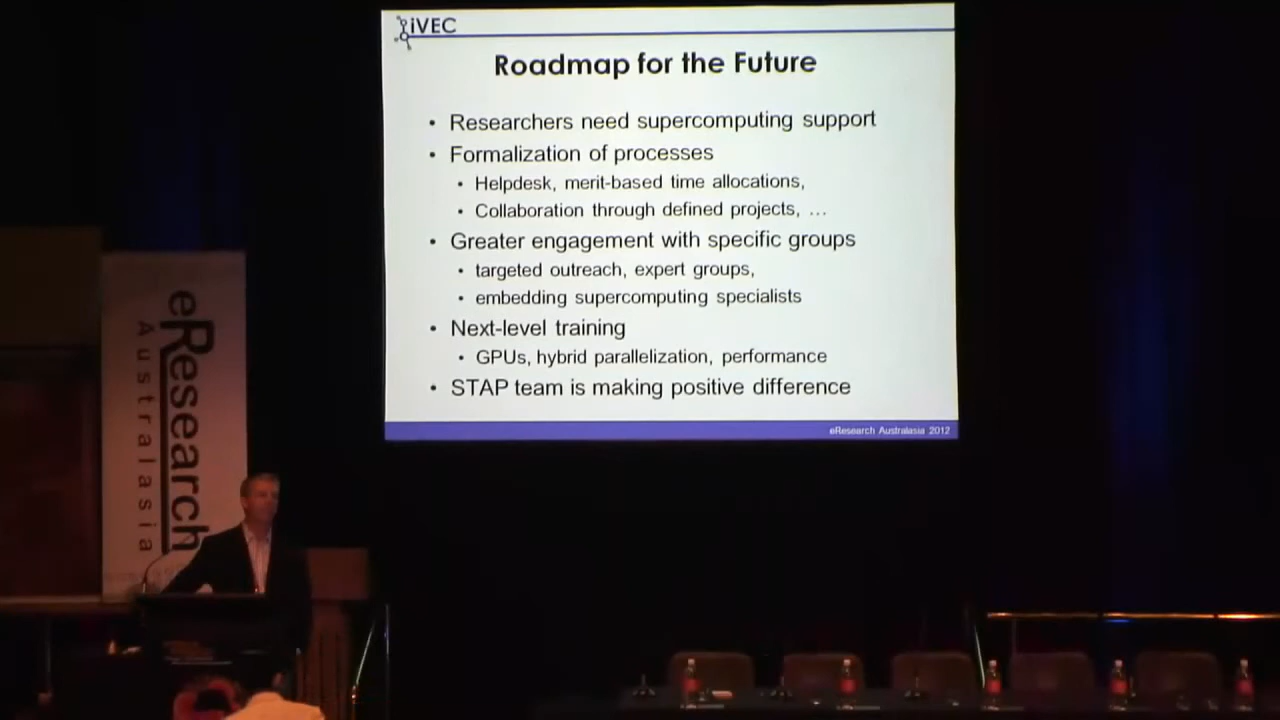 iVEC
Roadmap for the Future
• Researchers need supercomputing support
• Formalization of processes
• Helpdesk, merit-based time allocations,
• Collaboration through defined projects, …
• Greater engagement with specific groups
• targeted outreach, expert groups,
• embedding supercomputing specialists
• Next-level training
• GPUs, hybrid parallelization, performance
• STAP team is making positive difference
eResearch Australasia 2012
eResearch
Australasia